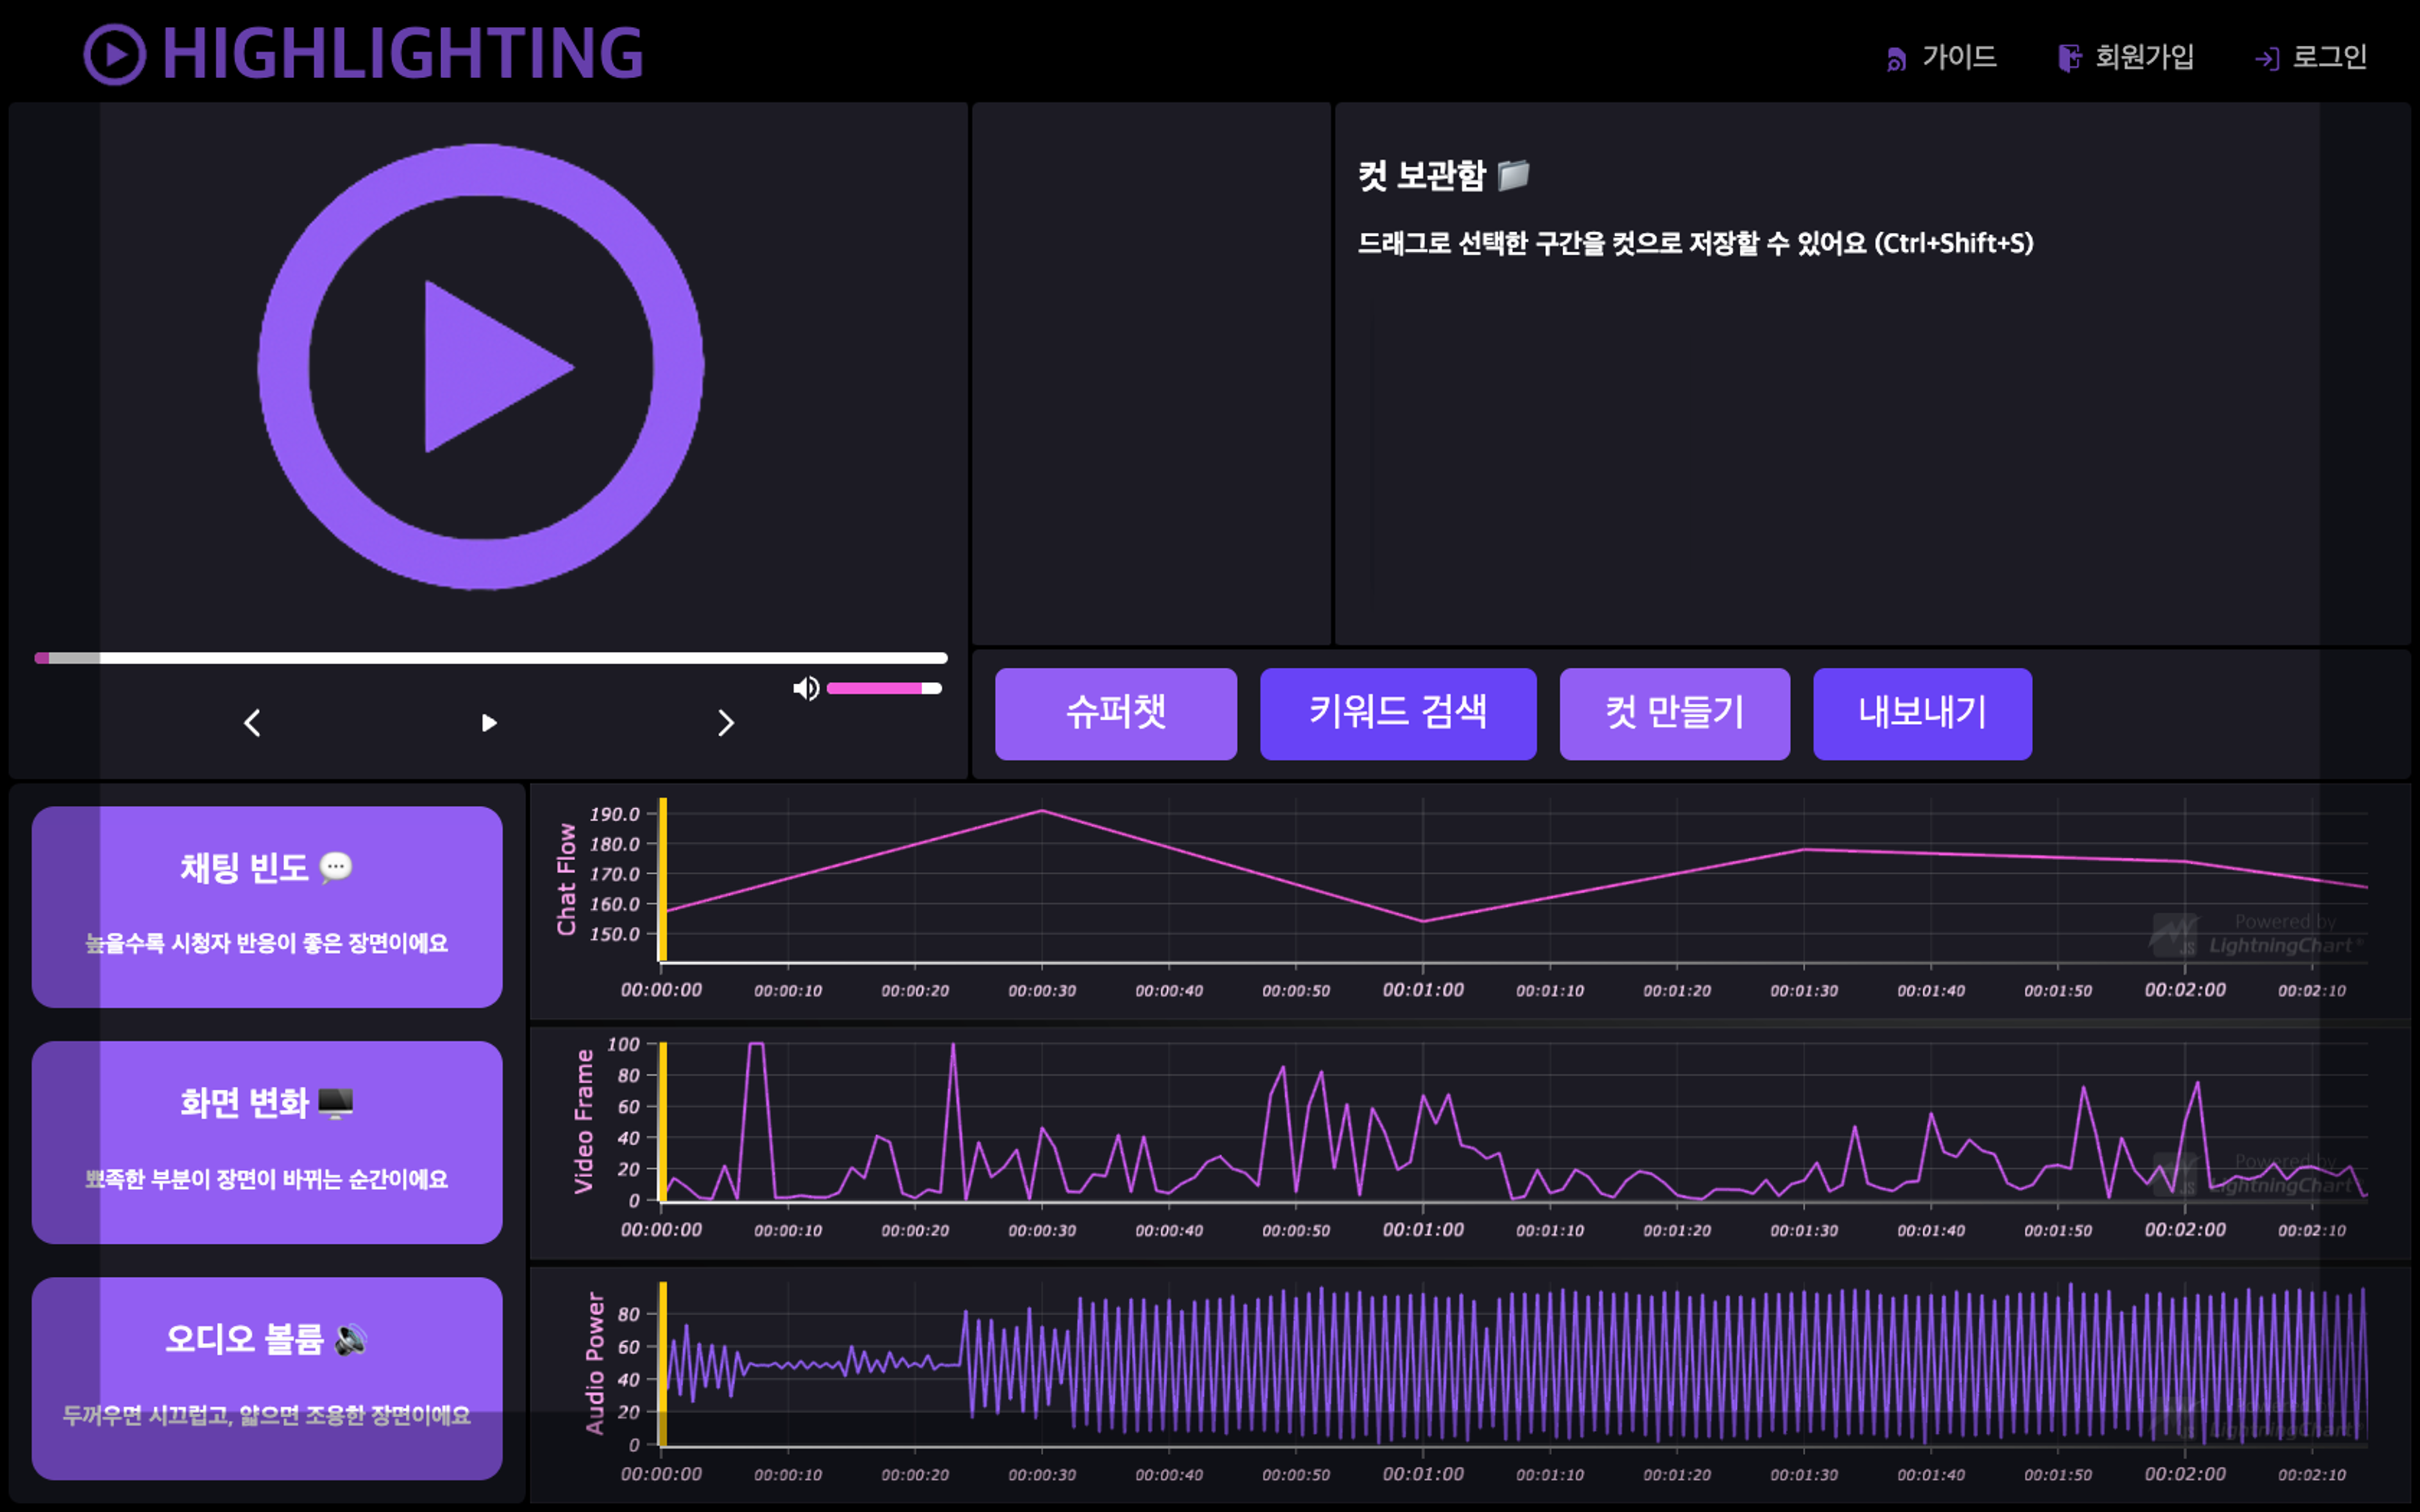 HIGHLIGHTING
가이드
회원가입
로그인
컷 보관함
드래그로 선택한 구간을 컷으로 저장할 수 있어요 (Ctrl+Shift+S)
슈퍼챗
키워드 검색
컷 만들기
내보내기
채팅 빈도
높을수록 시청자 반응이 좋은 장면이에요
화면 변화
뾰족한 부분이 장면이 바뀌는 순간이에요
오디오 볼륨
두꺼우면 시끄럽고, 얇으면 조용한 장면이에요
Chat Flow
190.0
180.0
170.0
160.0
150.0
Powered by
JS LightningChart®
00:00:00 00:00:10 00:00:20 00:00:30 00:00:40 00:00:50 00:01:00 00:01:10 00:01:20 00:01:30 00:01:40 00:01:50 00:02:00 00:02:10
Video Frame
100
80
60
40
20
0
Powered by
JS LightningChart®
00:00:00 00:00:10 00:00:20 00:00:30 00:00:40 00:00:50 00:01:00 00:01:10 00:01:20 00:01:30 00:01:40 00:01:50 00:02:00 00:02:10
Audio Power
80
60
40
20
0
Powered by
JS LightningChart®
00:00:00 00:00:10 00:00:20 00:00:30 00:00:40 00:00:50 00:01:00 00:01:10 00:01:20 00:01:30 00:01:40 00:01:50 00:02:00 00:02:10